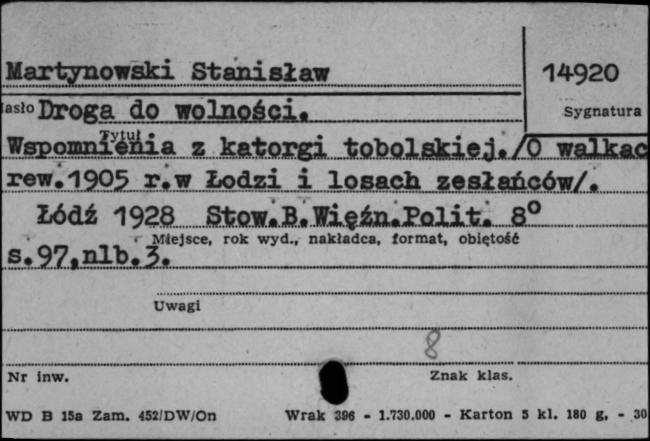 Martynowski Stanisław 14920
Hasło Droga do wolności. Sygnatura
Tytuł
Wspomnienia z katorgi tobolskiej./O walkac
rew.1905 r.w Łodzi i losach zesłańców/.
Łódź 1928 Stow.B.Więźn.Polit. 8°
Miejsce, rok wyd., nakładca, format, obiętość
s.97,nlb.3.
Uwagi
8
Nr inw. Znak klas.
WD B 15a Zam. 452/DW/On Wrak 396 - 1.730.000 - Karton 5 kl. 180 g, - 30